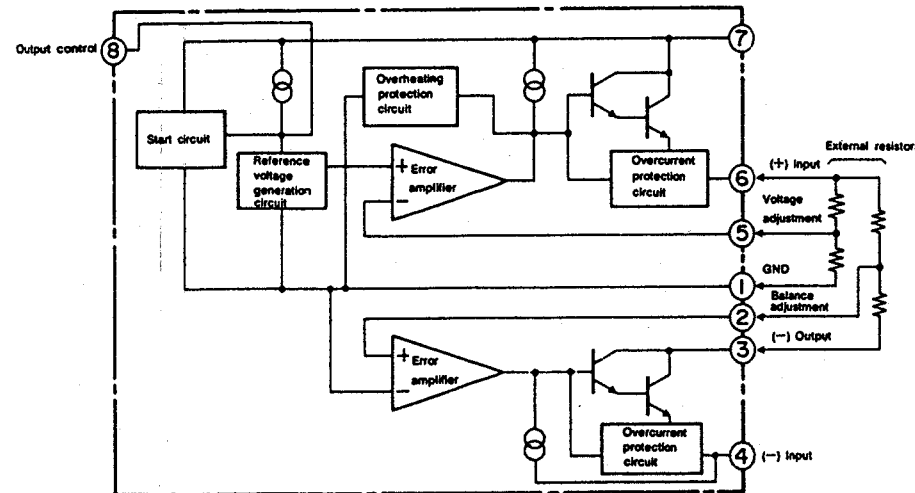 Output control
8
7
Overheating
protection
circuit
Start circuit
External resistor
Reference
voltage
generation
circuit
+
−
Error
amplifier
Overcurrent
protection
circuit
6
(+) Input
Voltage
adjustment
5
GND
1
Balance
adjustment
2
(−) Output
3
+
−
Error
amplifier
Overcurrent
protection
circuit
4
(−) Input